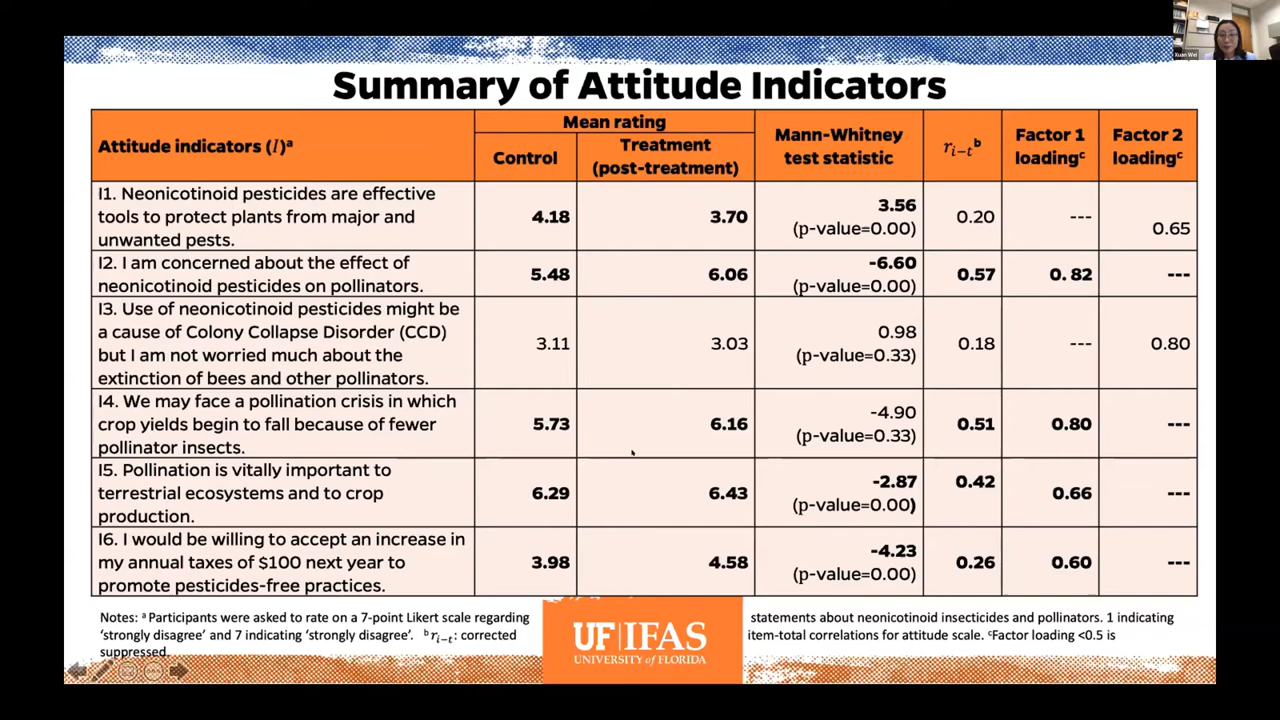 Xuan Wei
Summary of Attitude Indicators
Attitude indicators (I)ᵃ
Mean rating
Control
Treatment
(post-treatment)
Mann-Whitney
test statistic
rᵢ₋ₜᵇ
Factor 1
loadingᶜ
Factor 2
loadingᶜ
I1. Neonicotinoid pesticides are effective
tools to protect plants from major and
unwanted pests.
4.18
3.70
3.56
(p-value=0.00)
0.20
---
0.65
I2. I am concerned about the effect of
neonicotinoid pesticides on pollinators.
5.48
6.06
-6.60
(p-value=0.00)
0.57
0. 82
---
I3. Use of neonicotinoid pesticides might be
a cause of Colony Collapse Disorder (CCD)
but I am not worried much about the
extinction of bees and other pollinators.
3.11
3.03
0.98
(p-value=0.33)
0.18
---
0.80
I4. We may face a pollination crisis in which
crop yields begin to fall because of fewer
pollinator insects.
5.73
6.16
-4.90
(p-value=0.33)
0.51
0.80
---
I5. Pollination is vitally important to
terrestrial ecosystems and to crop
production.
6.29
6.43
-2.87
(p-value=0.00)
0.42
0.66
---
I6. I would be willing to accept an increase in
my annual taxes of $100 next year to
promote pesticides-free practices.
3.98
4.58
-4.23
(p-value=0.00)
0.26
0.60
---
Notes: ᵃ Participants were asked to rate on a 7-point Likert scale regarding statements about neonicotinoid insecticides and pollinators. 1 indicating
‘strongly disagree’ and 7 indicating ‘strongly disagree’. ᵇ rᵢ₋ₜ: corrected item-total correlations for attitude scale. ᶜFactor loading <0.5 is
suppressed.
UF|IFAS
UNIVERSITY of FLORIDA